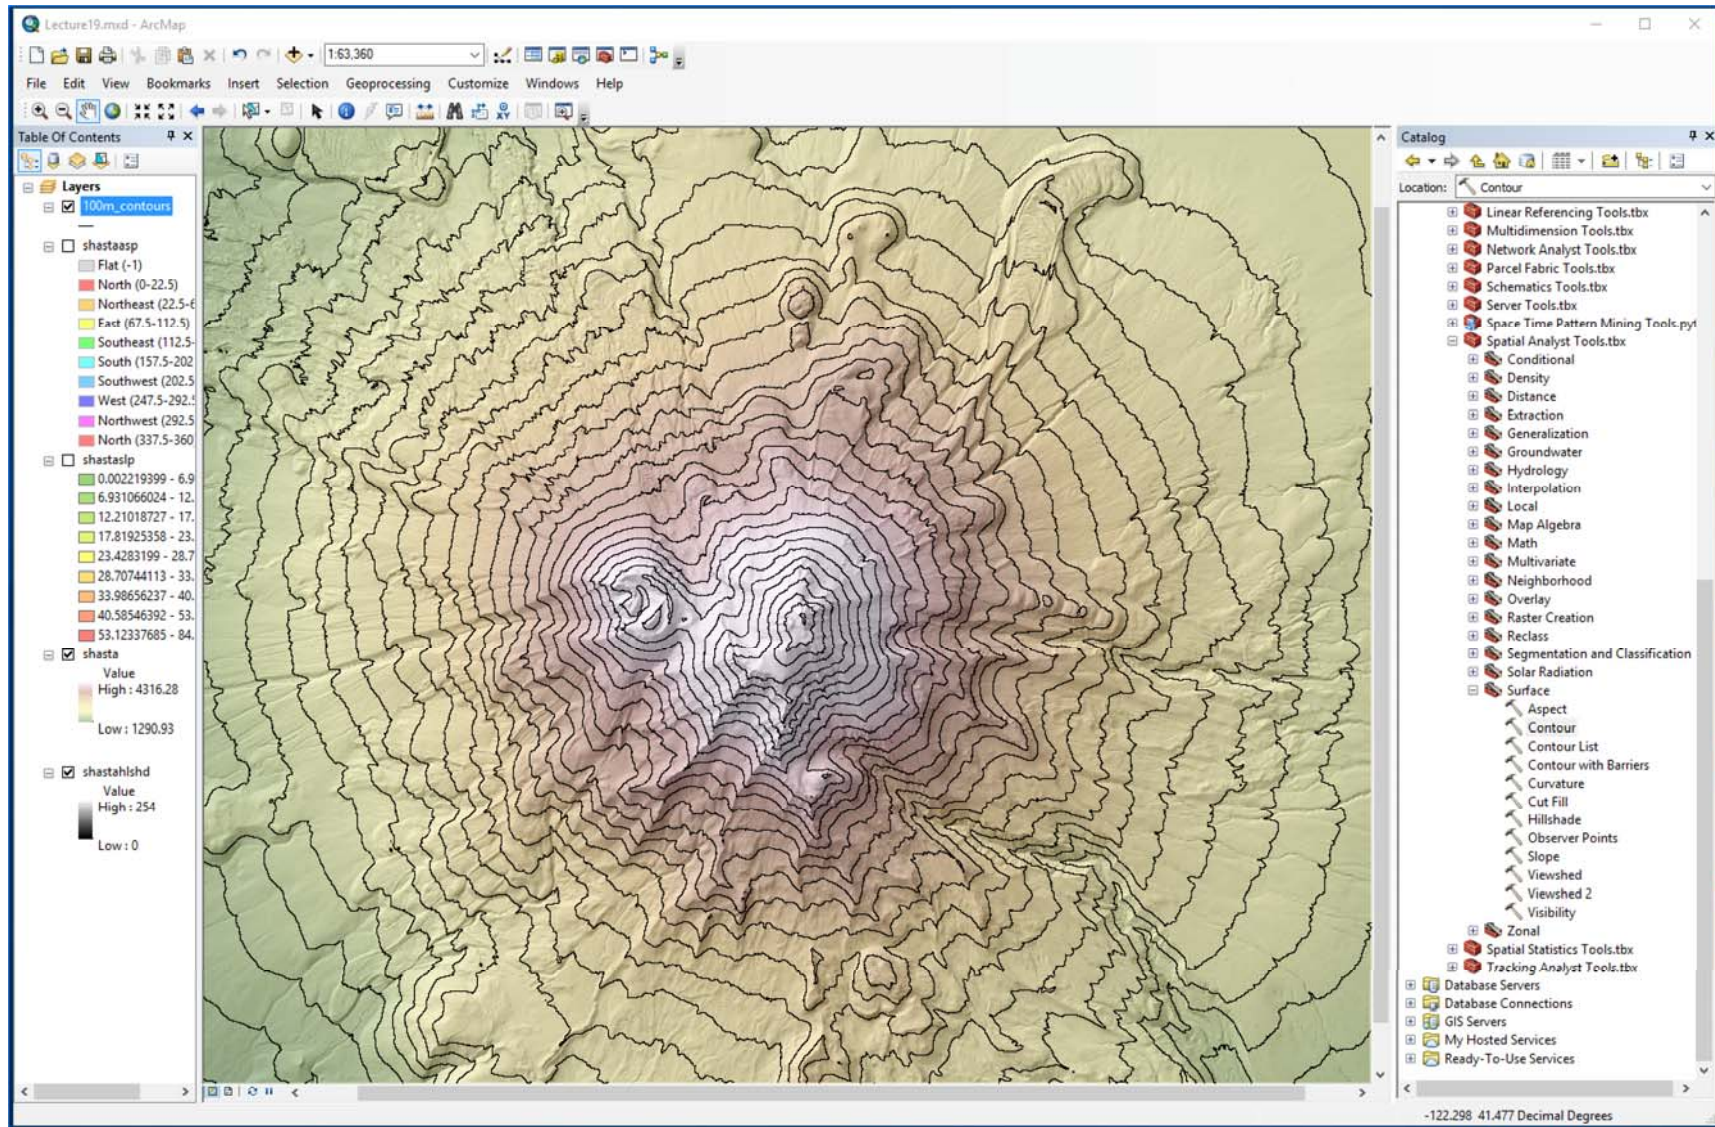 Lecture19.mxd - ArcMap
1:63,360
File Edit View Bookmarks Insert Selection Geoprocessing Customize Windows Help
Table Of Contents
Layers
100m_contours
shastaasp
Flat (-1)
North (0-22.5)
Northeast (22.5-6
East (67.5-112.5)
Southeast (112.5-
South (157.5-202
Southwest (202.5
West (247.5-292.5
Northwest (292.5
North (337.5-360
shastaslp
0.002219399 - 6.9
6.931066024 - 12.
12.21018727 - 17.
17.81925358 - 23.
23.4283199 - 28.7
28.70744113 - 33.
33.98656237 - 40.
40.58546392 - 53.
53.12337685 - 84.
shasta
Value
High : 4316.28
Low : 1290.93
shastahlshd
Value
High : 254
Low : 0
Catalog
Location: Contour
Linear Referencing Tools.tbx
Multidimension Tools.tbx
Network Analyst Tools.tbx
Parcel Fabric Tools.tbx
Schematics Tools.tbx
Server Tools.tbx
Space Time Pattern Mining Tools.pyt
Spatial Analyst Tools.tbx
Conditional
Density
Distance
Extraction
Generalization
Groundwater
Hydrology
Interpolation
Local
Map Algebra
Math
Multivariate
Neighborhood
Overlay
Raster Creation
Reclass
Segmentation and Classification
Solar Radiation
Surface
Aspect
Contour
Contour List
Contour with Barriers
Curvature
Cut Fill
Hillshade
Observer Points
Slope
Viewshed
Viewshed 2
Visibility
Zonal
Spatial Statistics Tools.tbx
Tracking Analyst Tools.tbx
Database Servers
Database Connections
GIS Servers
My Hosted Services
Ready-To-Use Services
-122.298 41.477 Decimal Degrees